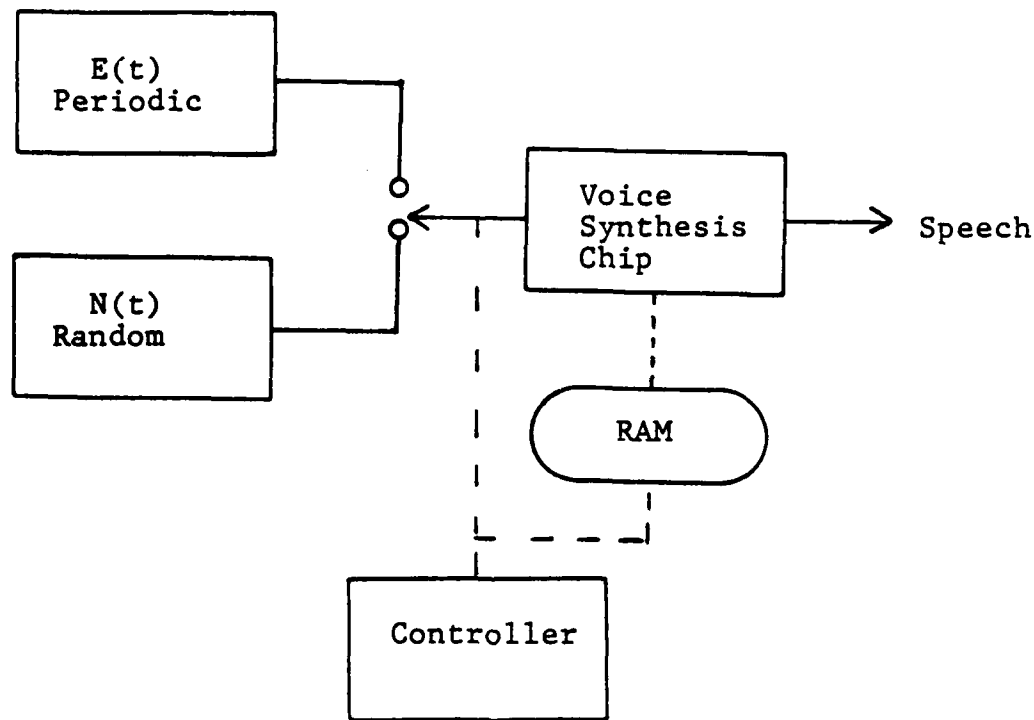 E(t)
Periodic
N(t)
Random
Voice
Synthesis
Chip
Speech
RAM
Controller